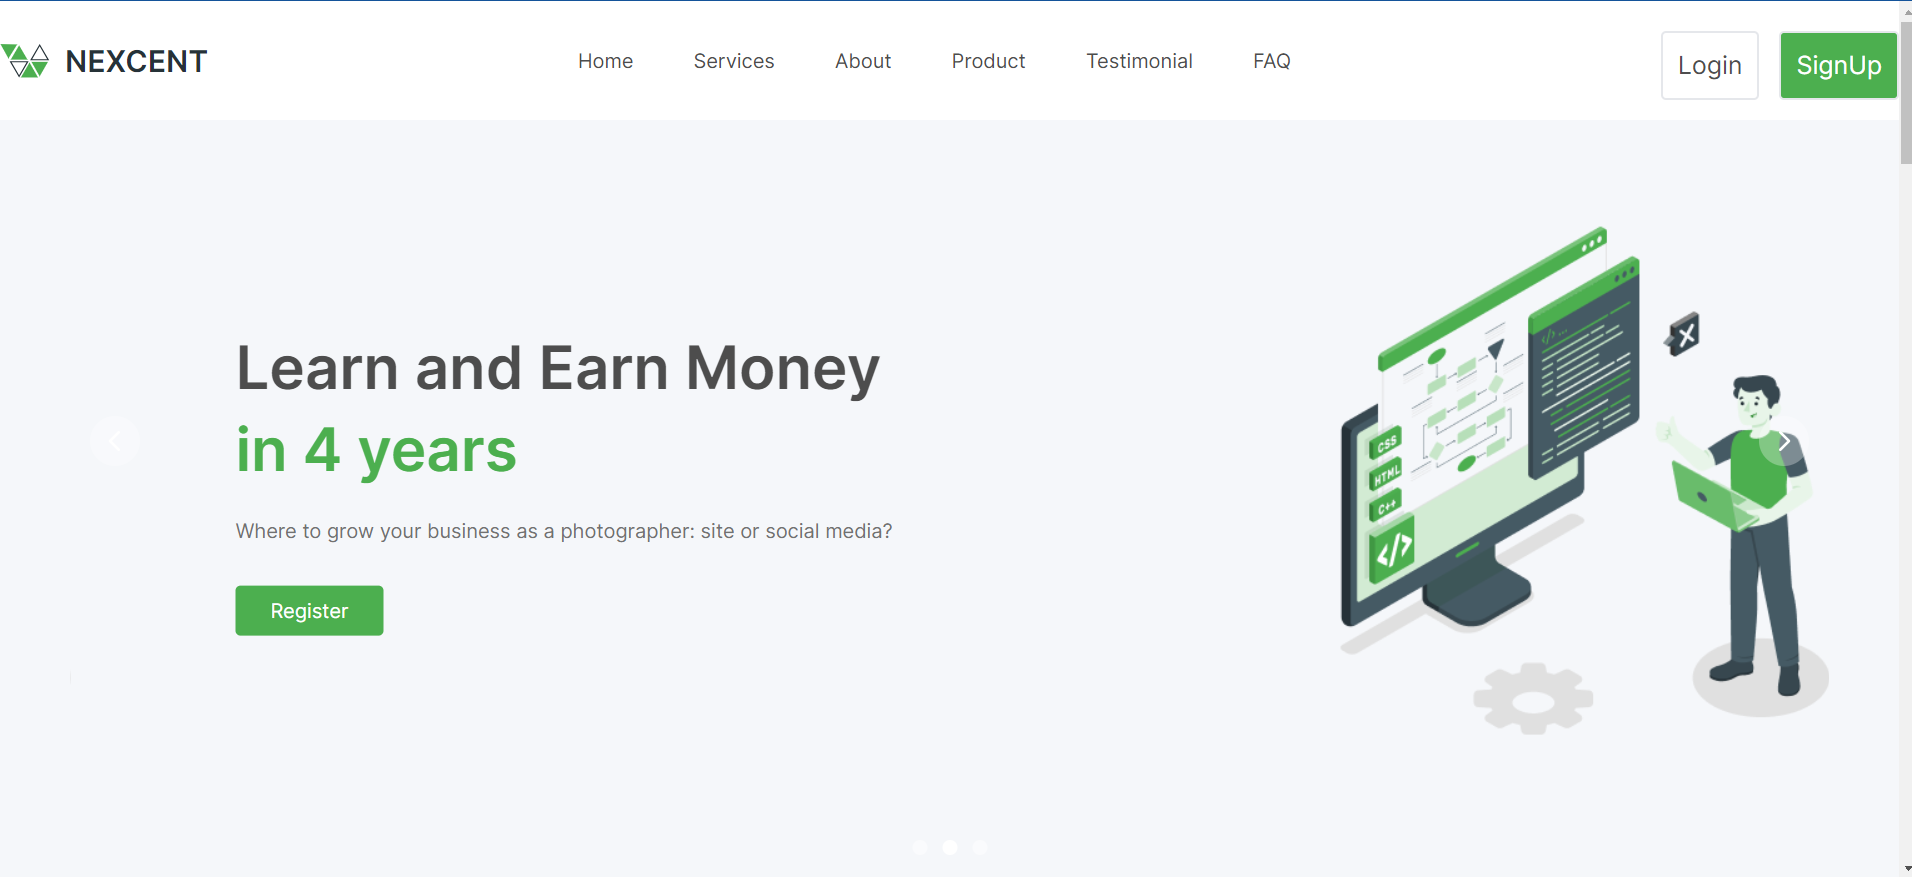 NEXCENT
Home Services About Product Testimonial FAQ
Login SignUp
Learn and Earn Money
in 4 years
Where to grow your business as a photographer: site or social media?
Register
CSS
HTML
C++
</>